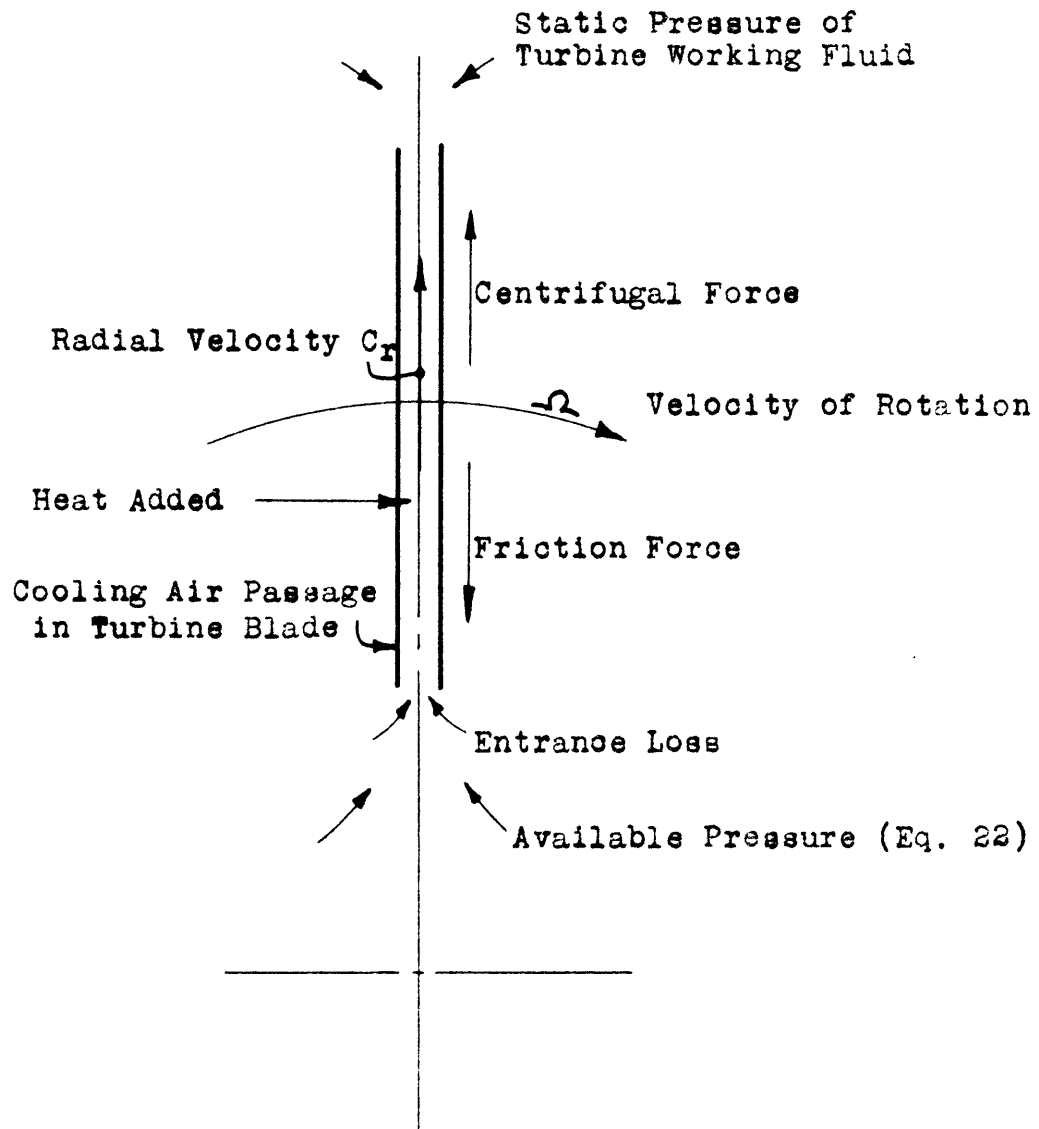 Static Pressure of
Turbine Working Fluid
Centrifugal Force
Radial Velocity Cr
Ω Velocity of Rotation
Heat Added
Friction Force
Cooling Air Passage
in Turbine Blade
Entrance Loss
Available Pressure (Eq. 22)